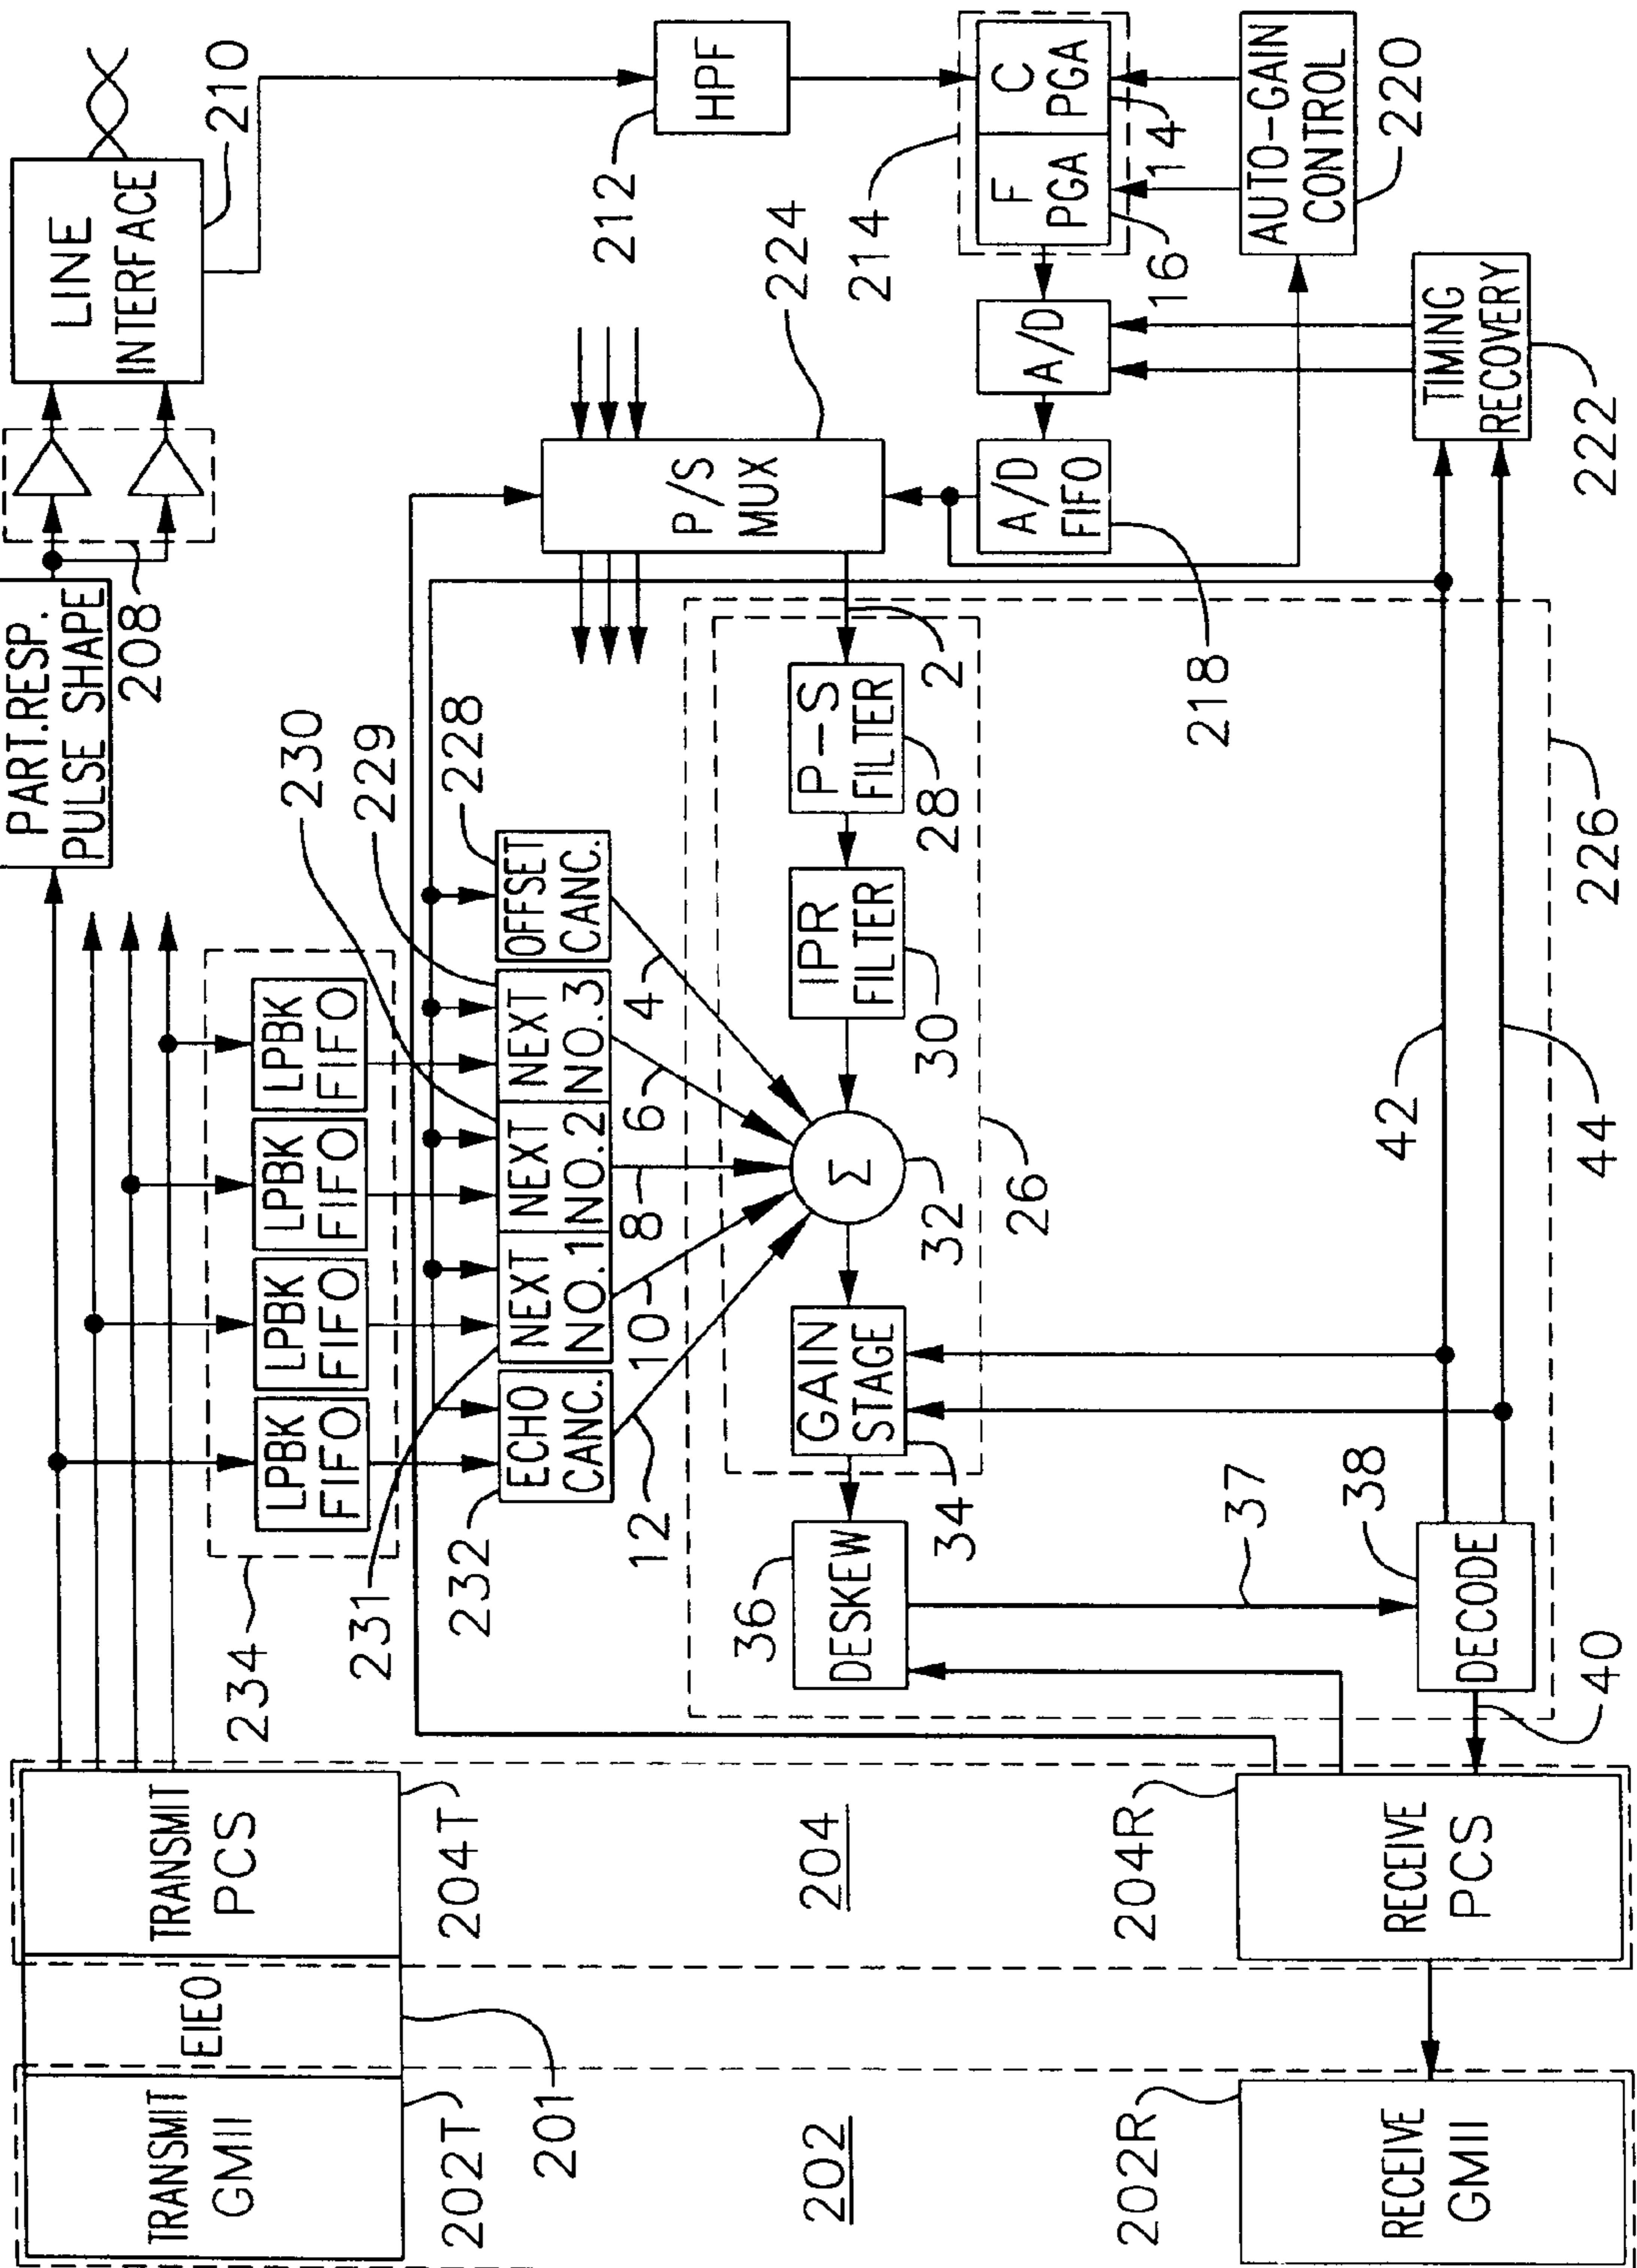 TRANSMIT
GMII
202T
EIEO
201
TRANSMIT
PCS
204T
202
204
RECEIVE
GMII
202R
RECEIVE
PCS
204R
PART.RESP.
PULSE SHAPE
208
LINE
INTERFACE
210
234
LPBK
FIFO
LPBK
FIFO
LPBK
FIFO
LPBK
FIFO
231
230
229
228
232
ECHO
CANC.
NEXT
NO.1
NEXT
NO.2
NEXT
NO.3
OFFSET
CANC.
12
10
8
6
4
P/S
MUX
224
HPF
212
36
DESKEW
34
GAIN
STAGE
Σ
32
IPR
FILTER
30
P-S
FILTER
28
2
26
37
38
DECODE
40
42
44
226
A/D
FIFO
218
A/D
F
PGA
C
PGA
214
16
14
AUTO-GAIN
CONTROL
220
TIMING
RECOVERY
222